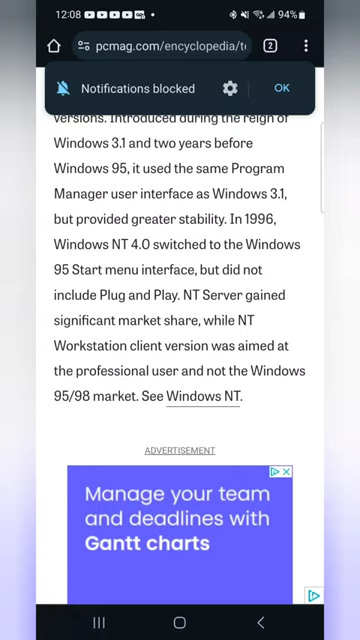 12:08
94%
pcmag.com/encyclopedia/te
2
Notifications blocked
OK
versions. Introduced during the reign of
Windows 3.1 and two years before
Windows 95, it used the same Program
Manager user interface as Windows 3.1,
but provided greater stability. In 1996,
Windows NT 4.0 switched to the Windows
95 Start menu interface, but did not
include Plug and Play. NT Server gained
significant market share, while NT
Workstation client version was aimed at
the professional user and not the Windows
95/98 market. See Windows NT.
ADVERTISEMENT
Manage your team
and deadlines with
Gantt charts